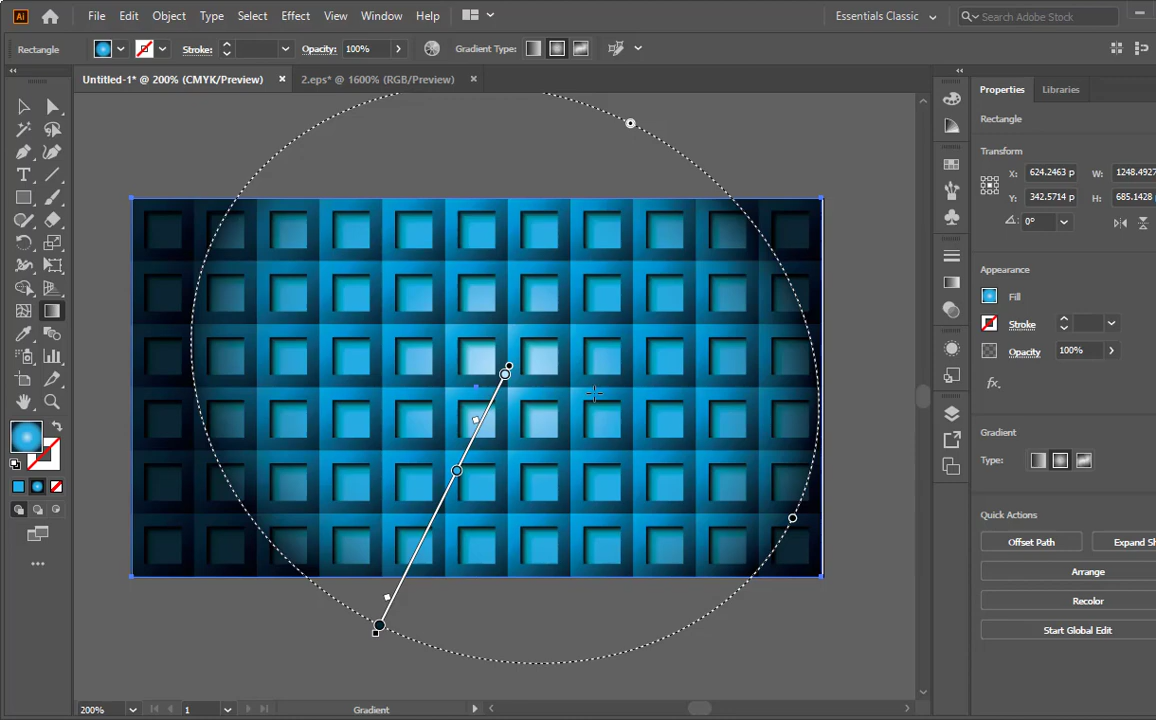 Ai File Edit Object Type Select Effect View Window Help Essentials Classic Search Adobe Stock
Rectangle Stroke: Opacity: 100% Gradient Type:
Untitled-1* @ 200% (CMYK/Preview) × 2.eps* @ 1600% (RGB/Preview) ×
Properties Libraries
Rectangle
Transform
X: 624.2463 p W: 1248.4927
Y: 342.5714 p H: 685.1428 p
0°
Appearance
Fill
Stroke
Opacity 100%
fx.
Gradient
Type:
Quick Actions
Offset Path Expand Sh
Arrange
Recolor
Start Global Edit
200% 1 Gradient